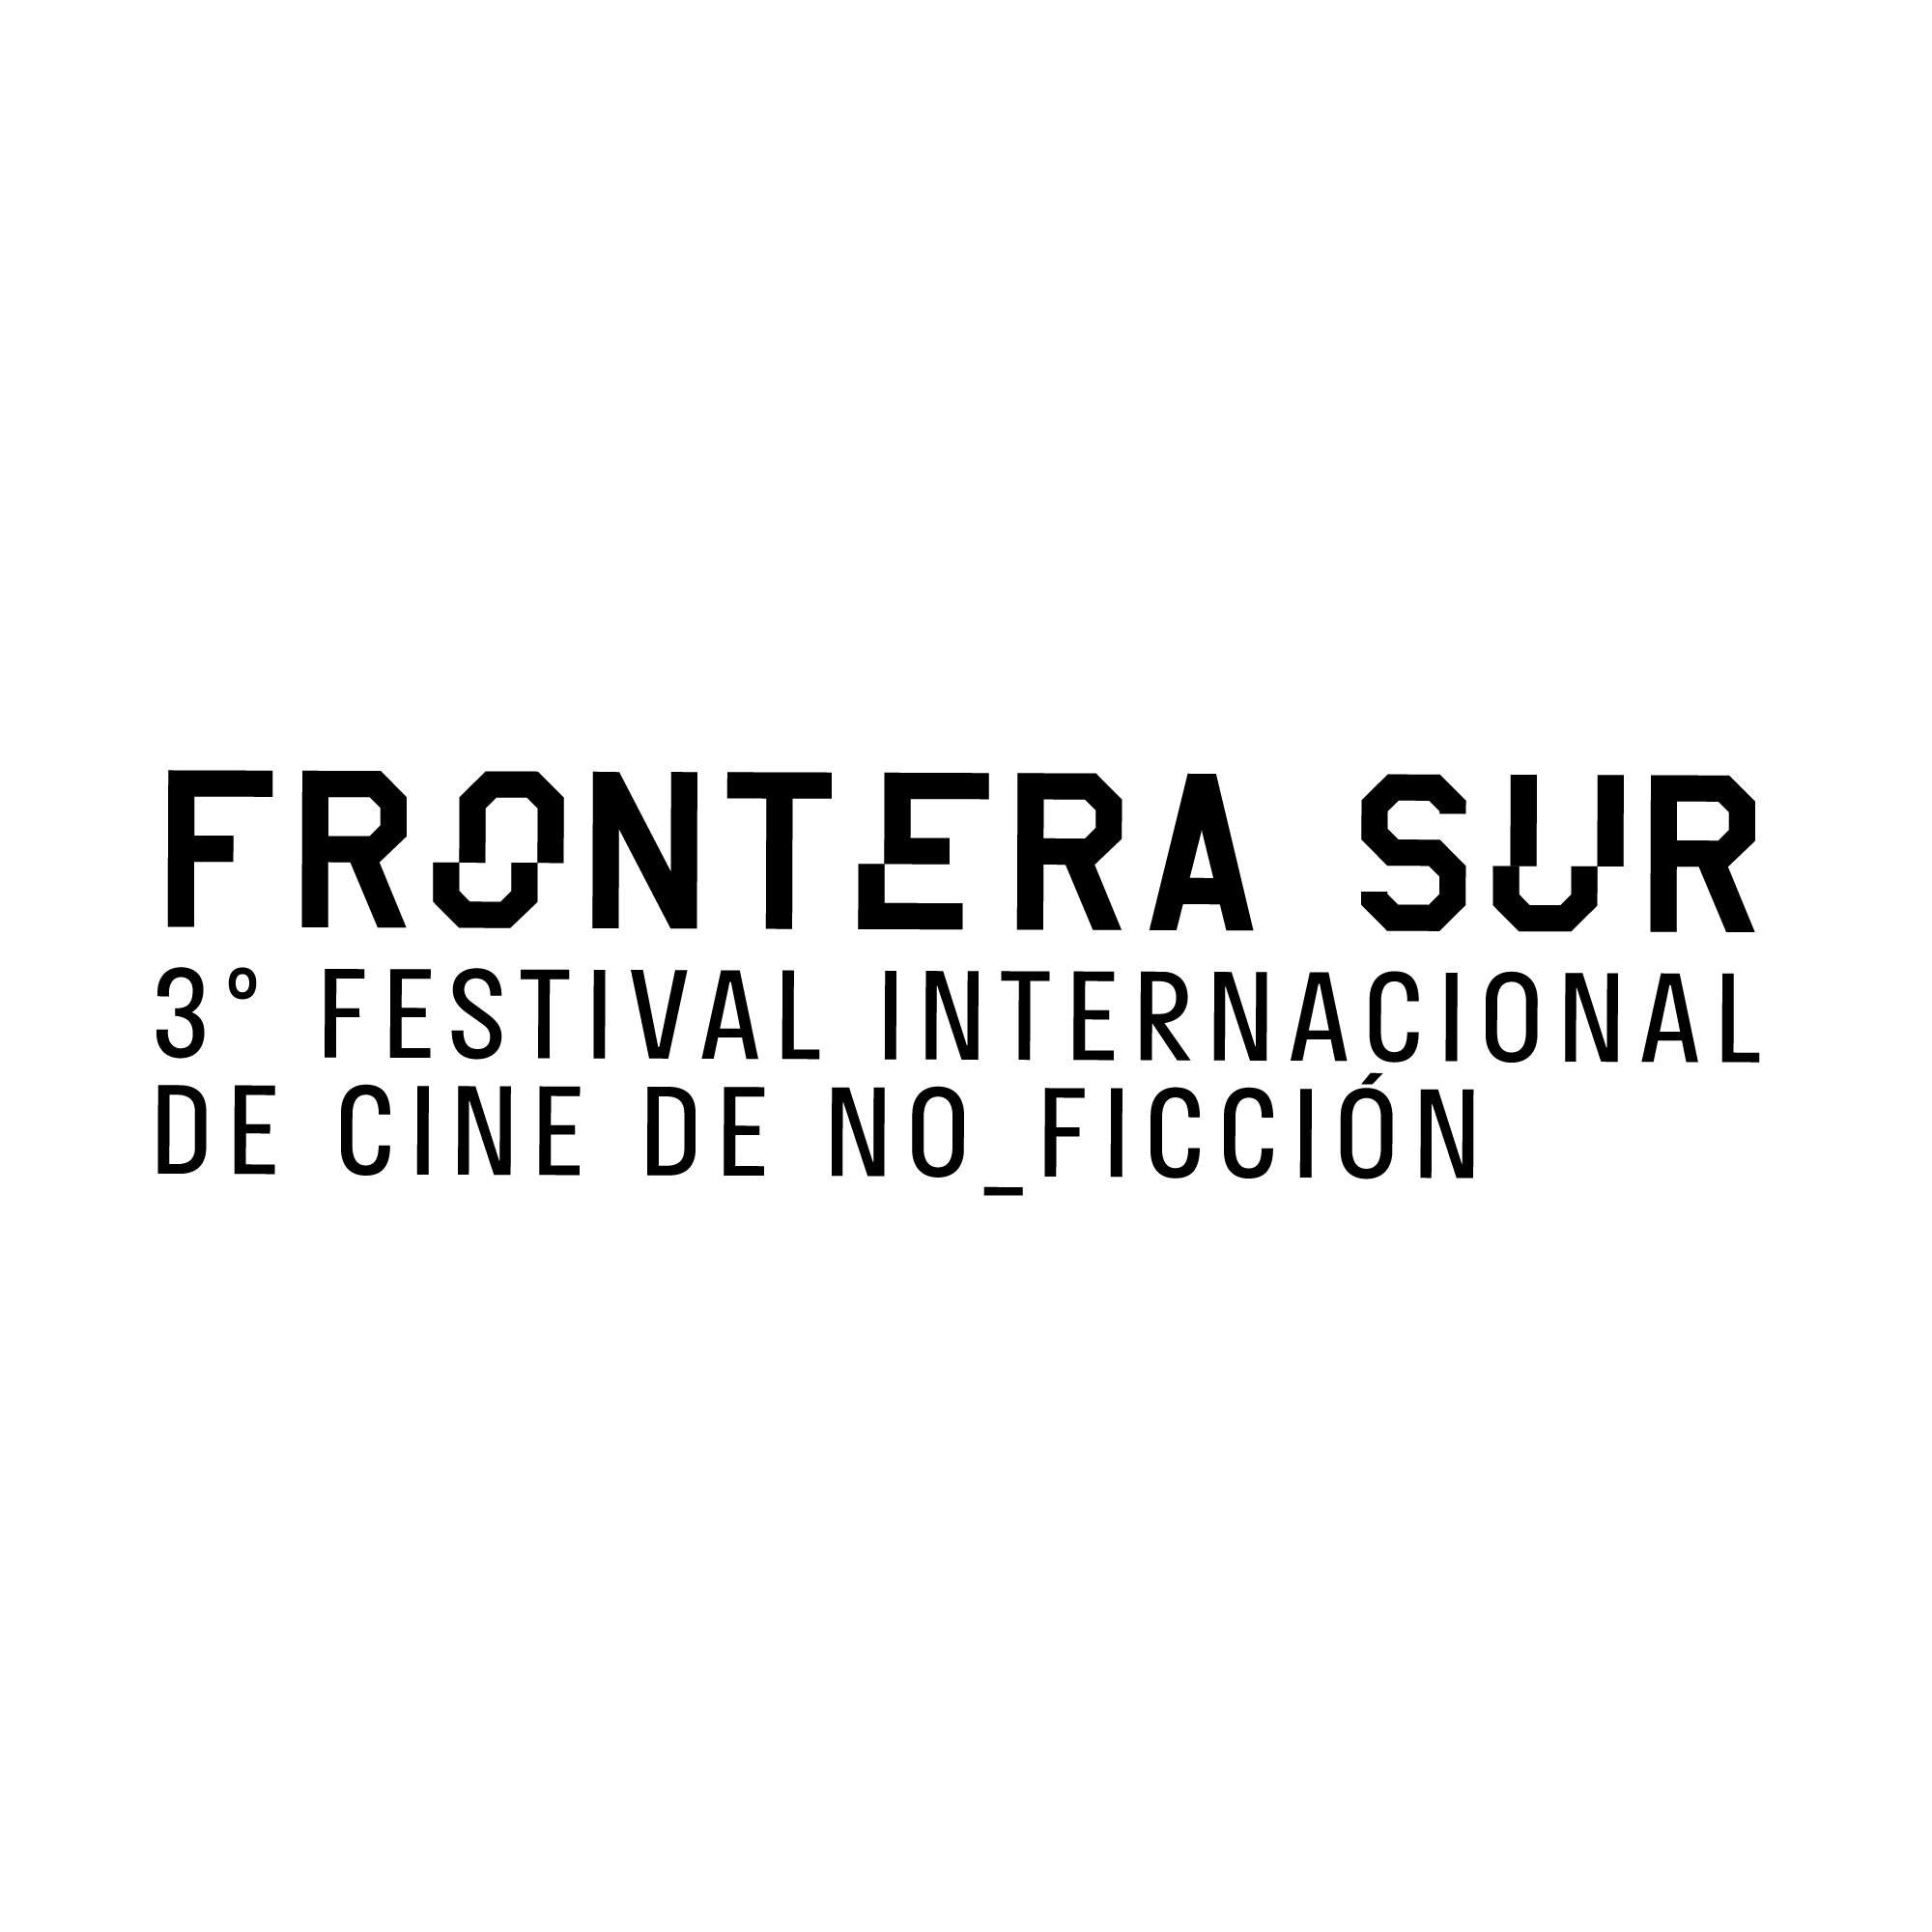 FRONTERA SUR
3° FESTIVAL INTERNACIONAL
DE CINE DE NO_FICCIÓN